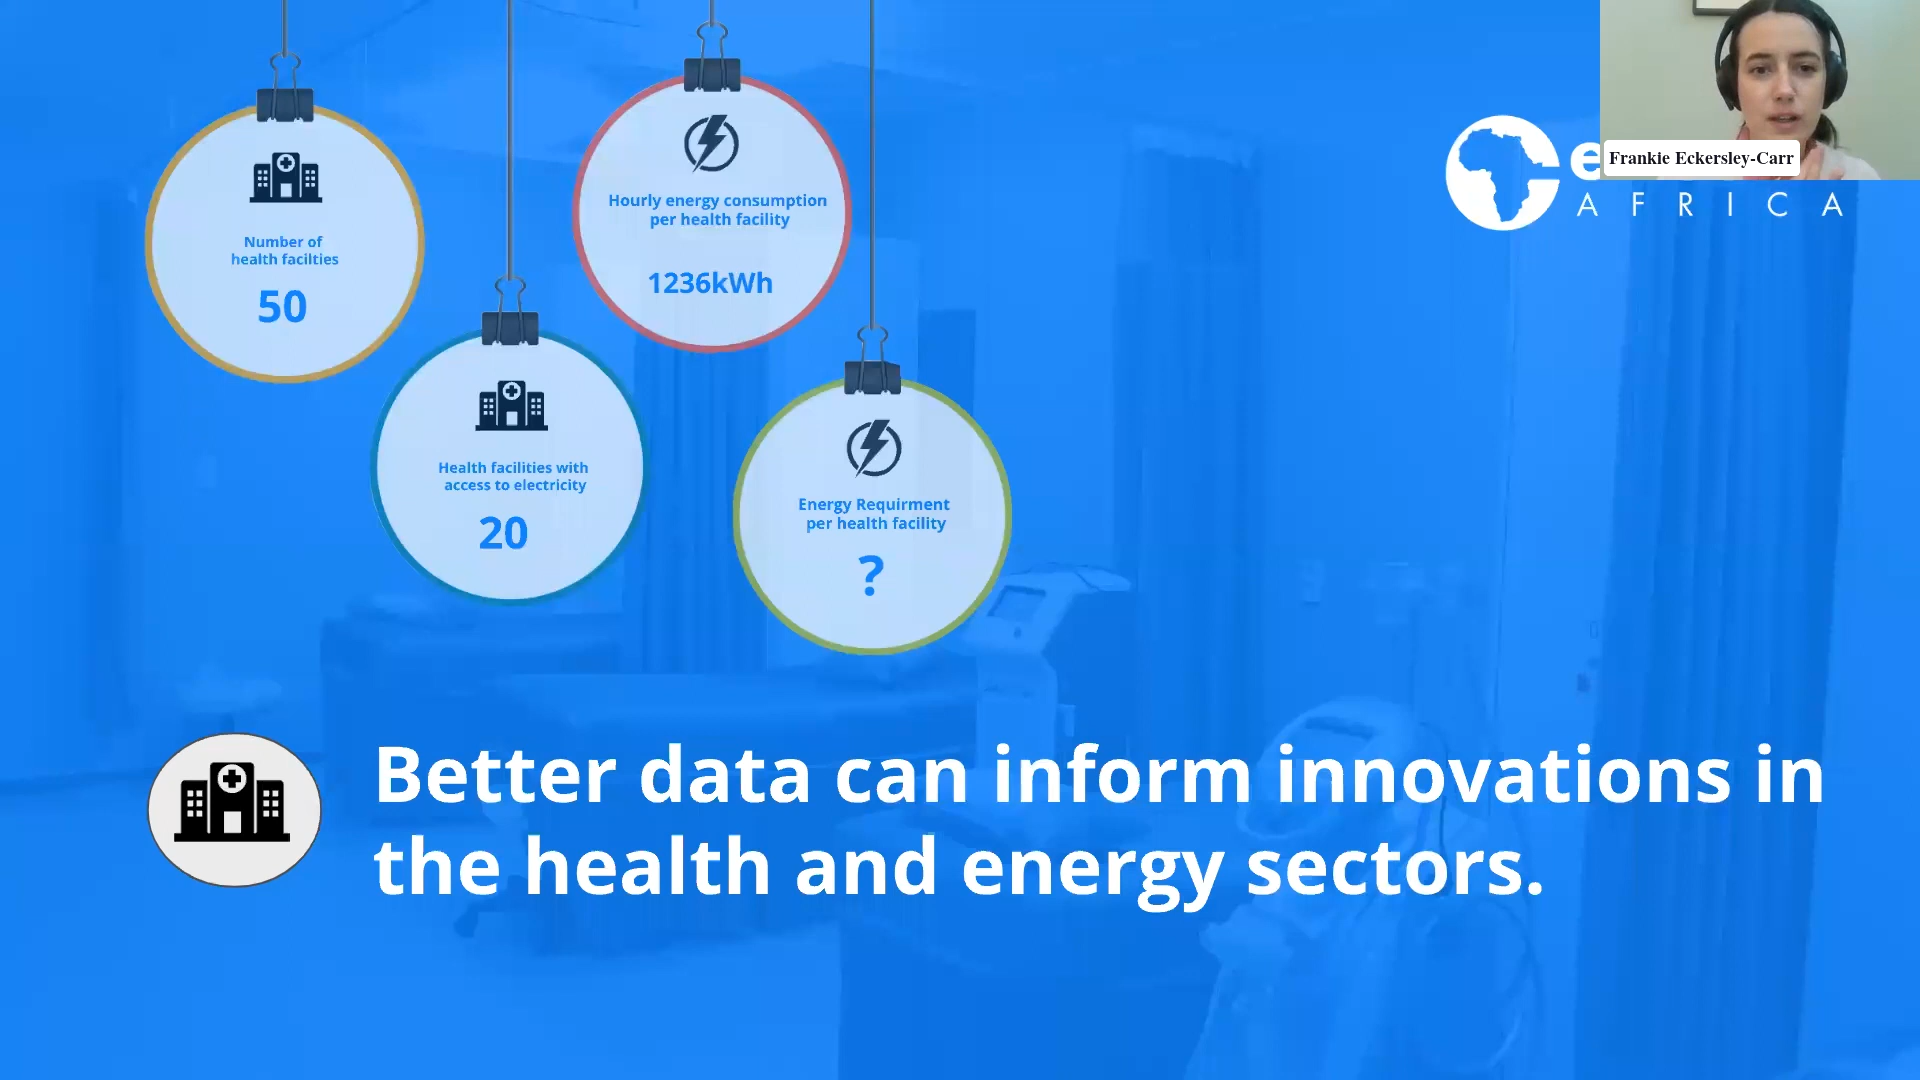 Number of
health facilties
50
Health facilities with
access to electricity
20
Hourly energy consumption
per health facility
1236kWh
Energy Requirment
per health facility
?
AFRICA
Frankie Eckersley-Carr
Better data can inform innovations in
the health and energy sectors.